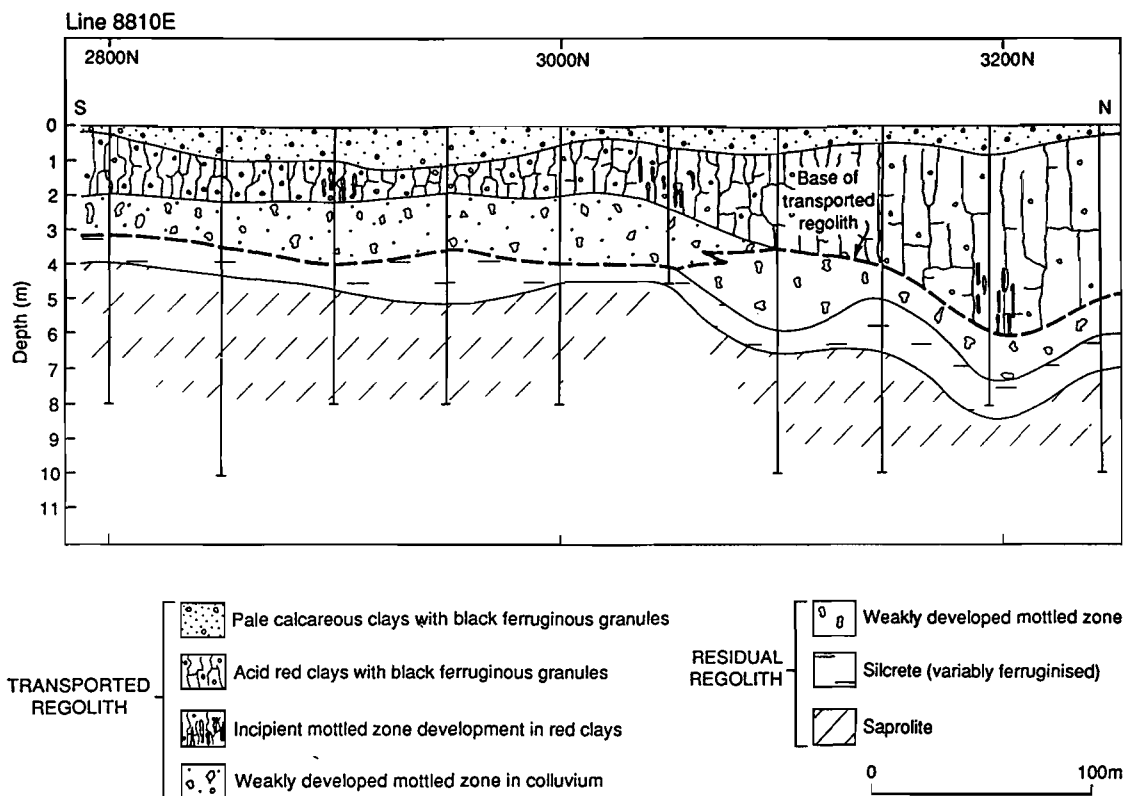 Line 8810E
2800N 3000N 3200N
S N
0
1
2
3
4
5
6
7
8
9
10
11
Depth (m)
Base of
transported
regolith
TRANSPORTED
REGOLITH
Pale calcareous clays with black ferruginous granules
Acid red clays with black ferruginous granules
Incipient mottled zone development in red clays
Weakly developed mottled zone in colluvium
RESIDUAL
REGOLITH
Weakly developed mottled zone
Silcrete (variably ferruginised)
Saprolite
0 100m